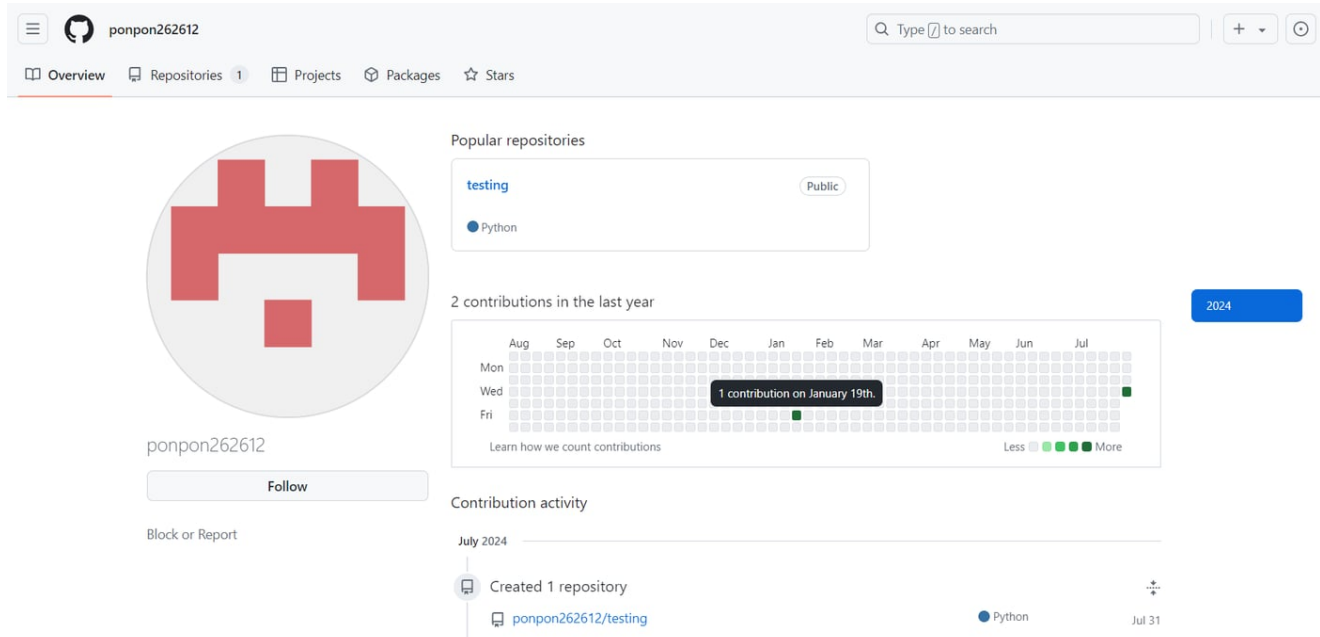 ponpon262612
Type / to search
Overview Repositories 1 Projects Packages Stars
Popular repositories
testing Public
Python
2 contributions in the last year
2024
Aug Sep Oct Nov Dec Jan Feb Mar Apr May Jun Jul
Mon
Wed
1 contribution on January 19th.
Fri
Learn how we count contributions
Less More
ponpon262612
Follow
Block or Report
Contribution activity
July 2024
Created 1 repository
ponpon262612/testing Python Jul 31